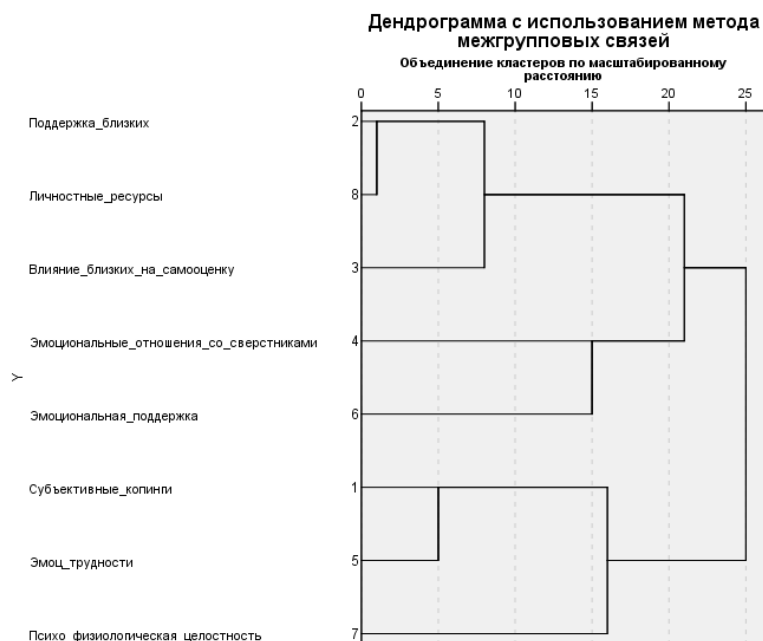 Дендрограмма с использованием метода
межгрупповых связей
Объединение кластеров по масштабированному
расстоянию
0 5 10 15 20 25
Поддержка_близких 2
Личностные_ресурсы 8
Влияние_близких_на_самооценку 3
Эмоциональные_отношения_со_сверстниками 4
Y
Эмоциональная_поддержка 6
Субъективные_копинги 1
Эмоц_трудности 5
Психо_физиологическая_целостность 7